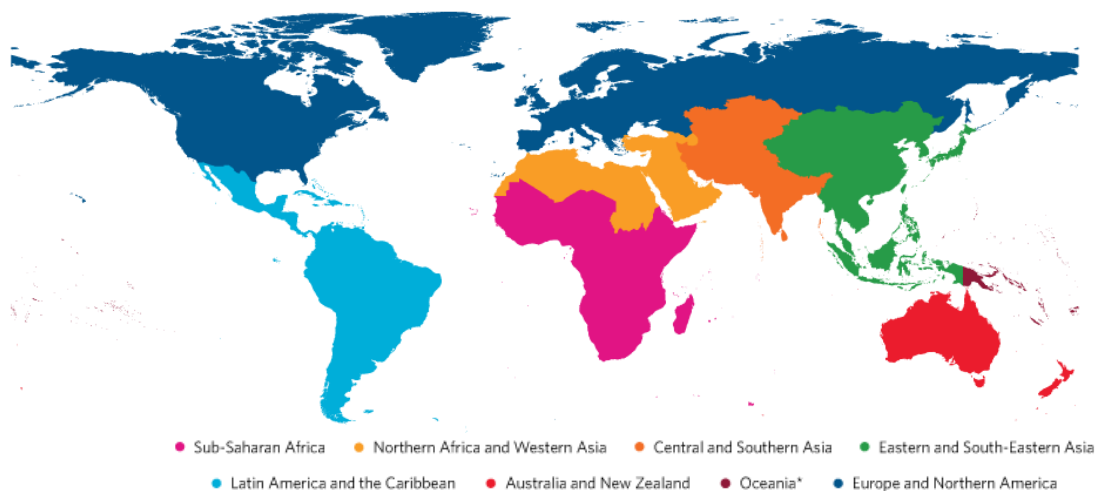 Sub-Saharan Africa Northern Africa and Western Asia Central and Southern Asia Eastern and South-Eastern Asia
Latin America and the Caribbean Australia and New Zealand Oceania* Europe and Northern America